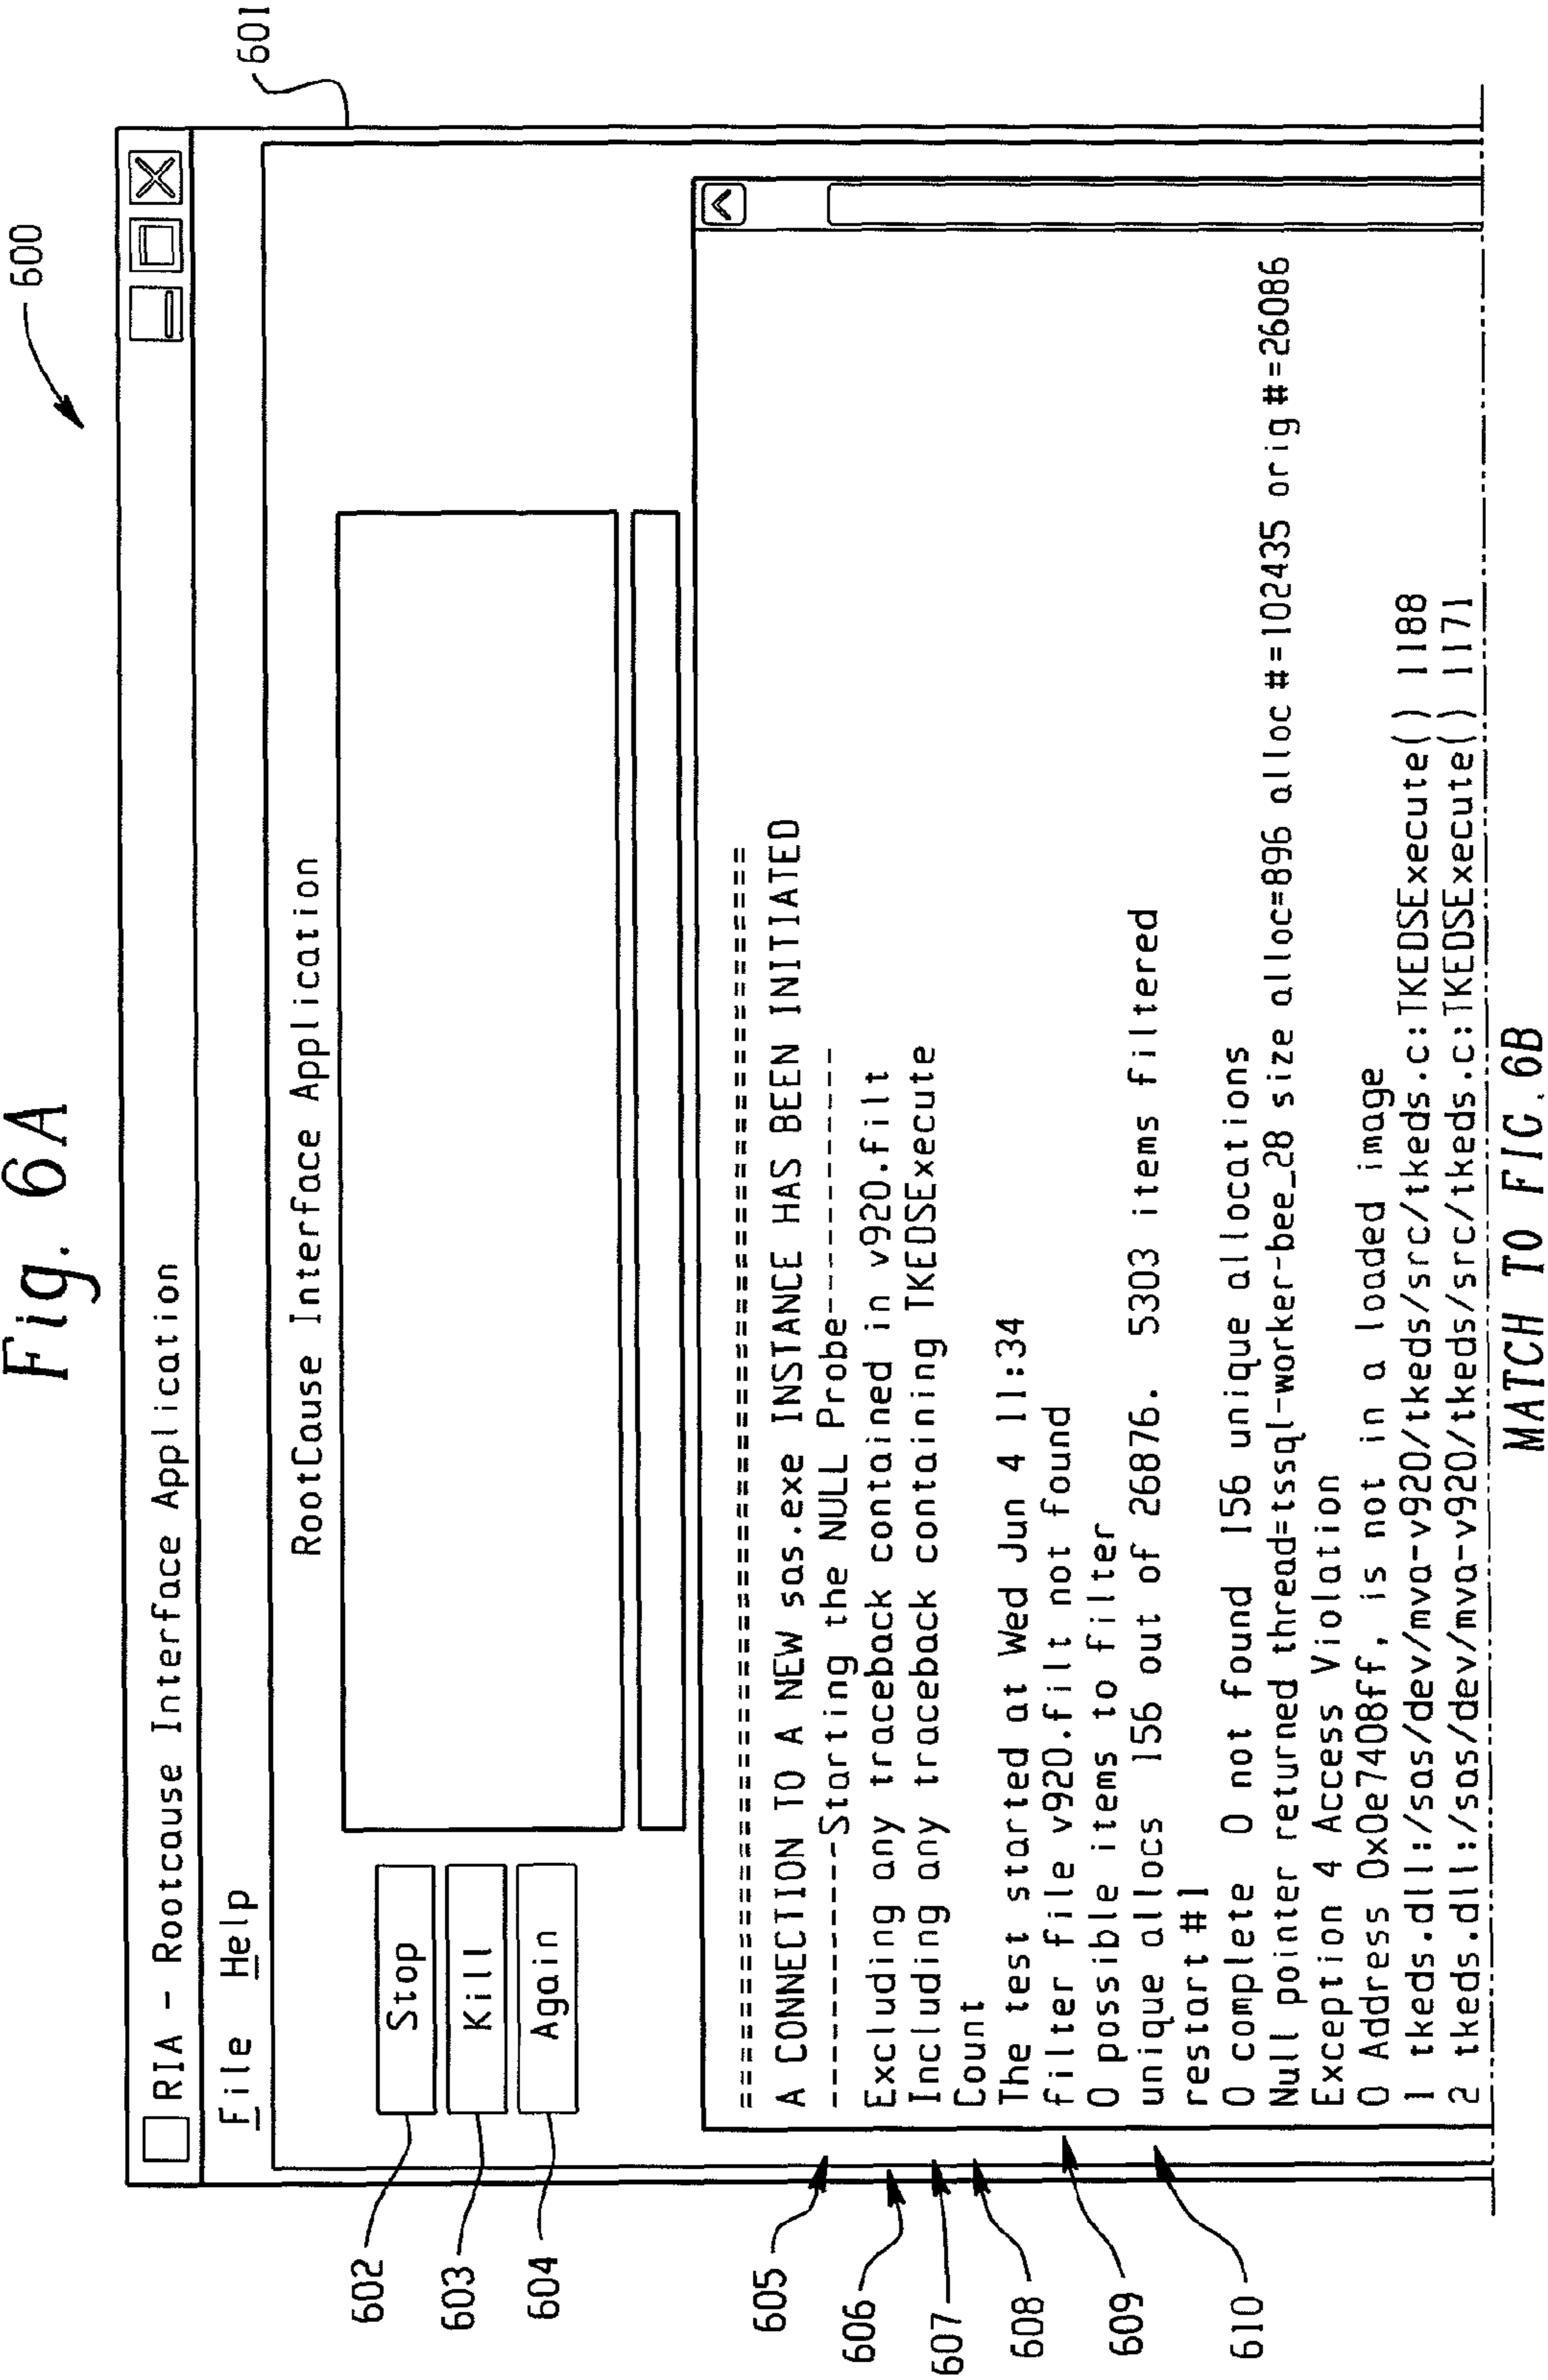 Fig. 6A
600
601
RIA - Rootcause Interface Application
File Help
RootCause Interface Application
602
Stop
603
Kill
604
Again
============================================================
A CONNECTION TO A NEW sas.exe INSTANCE HAS BEEN INITIATED
605
------------Starting the NULL Probe------------
606
Excluding any traceback contained in v920.filt
607
Including any traceback containing TKEDSExecute
608
Count
The test started at Wed Jun 4 11:34
609
filter file v920.filt not found
0 possible items to filter
610
unique allocs 156 out of 26876. 5303 items filtered
restart #1
0 complete 0 not found 156 unique allocations
Null pointer returned thread=tssql-worker-bee_28 size alloc=896 alloc #=102435 orig #=26086
Exception 4 Access Violation
0 Address 0x0e7408ff, is not in a loaded image
1 tkeds.dll:/sas/dev/mva-v920/tkeds/src/tkeds.c:TKEDSExecute() 1188
2 tkeds.dll:/sas/dev/mva-v920/tkeds/src/tkeds.c:TKEDSExecute() 1171
MATCH TO FIG. 6B